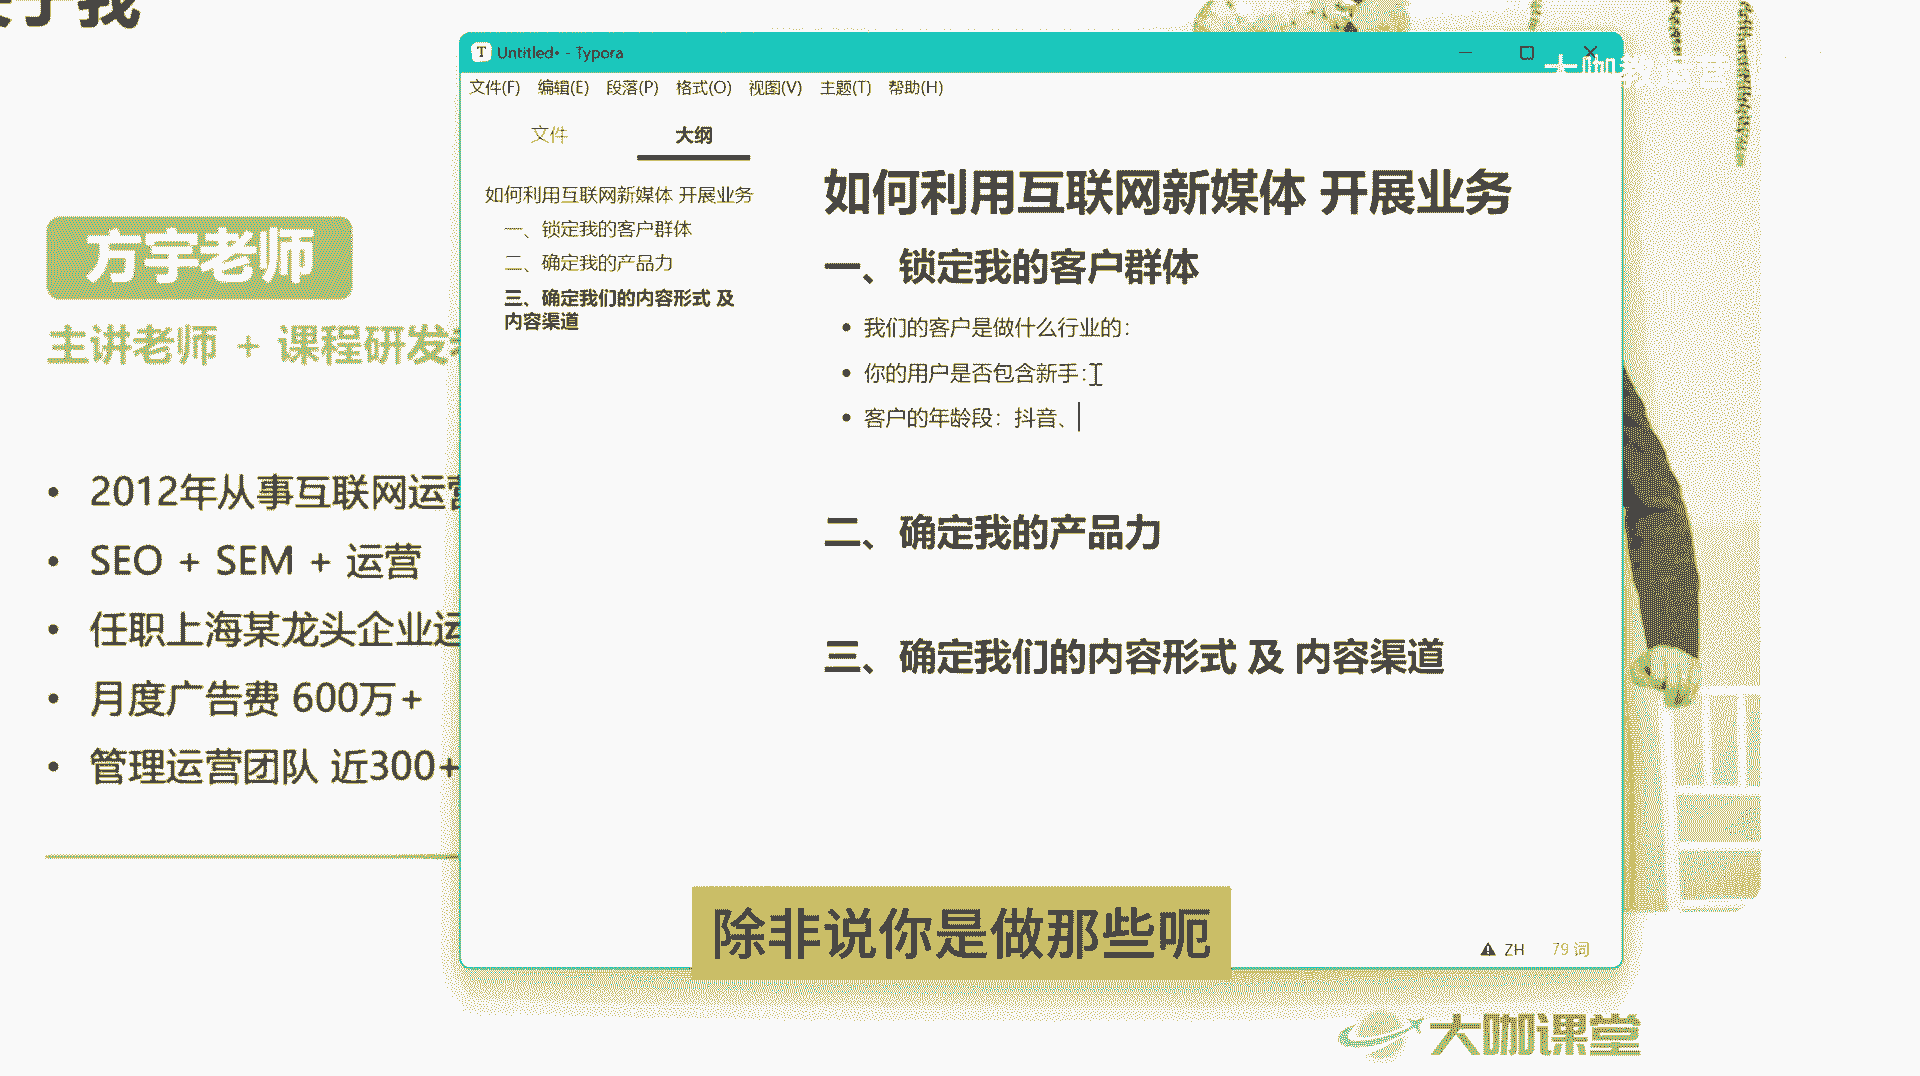 我
Untitled• - Typora
大咖教运营
文件(F) 编辑(E) 段落(P) 格式(O) 视图(V) 主题(T) 帮助(H)
文件 大纲
如何利用互联网新媒体 开展业务
一、锁定我的客户群体
二、确定我的产品力
三、确定我们的内容形式 及
内容渠道
如何利用互联网新媒体 开展业务
一、锁定我的客户群体
• 我们的客户是做什么行业的：
• 你的用户是否包含新手：
• 客户的年龄段：抖音、
二、确定我的产品力
三、确定我们的内容形式 及 内容渠道
方宇老师
主讲老师 + 课程研发
• 2012年从事互联网运营
• SEO + SEM + 运营
• 任职上海某龙头企业运
• 月度广告费 600万+
• 管理运营团队 近300+
除非说你是做那些呃
ZH 79 词
大咖课堂